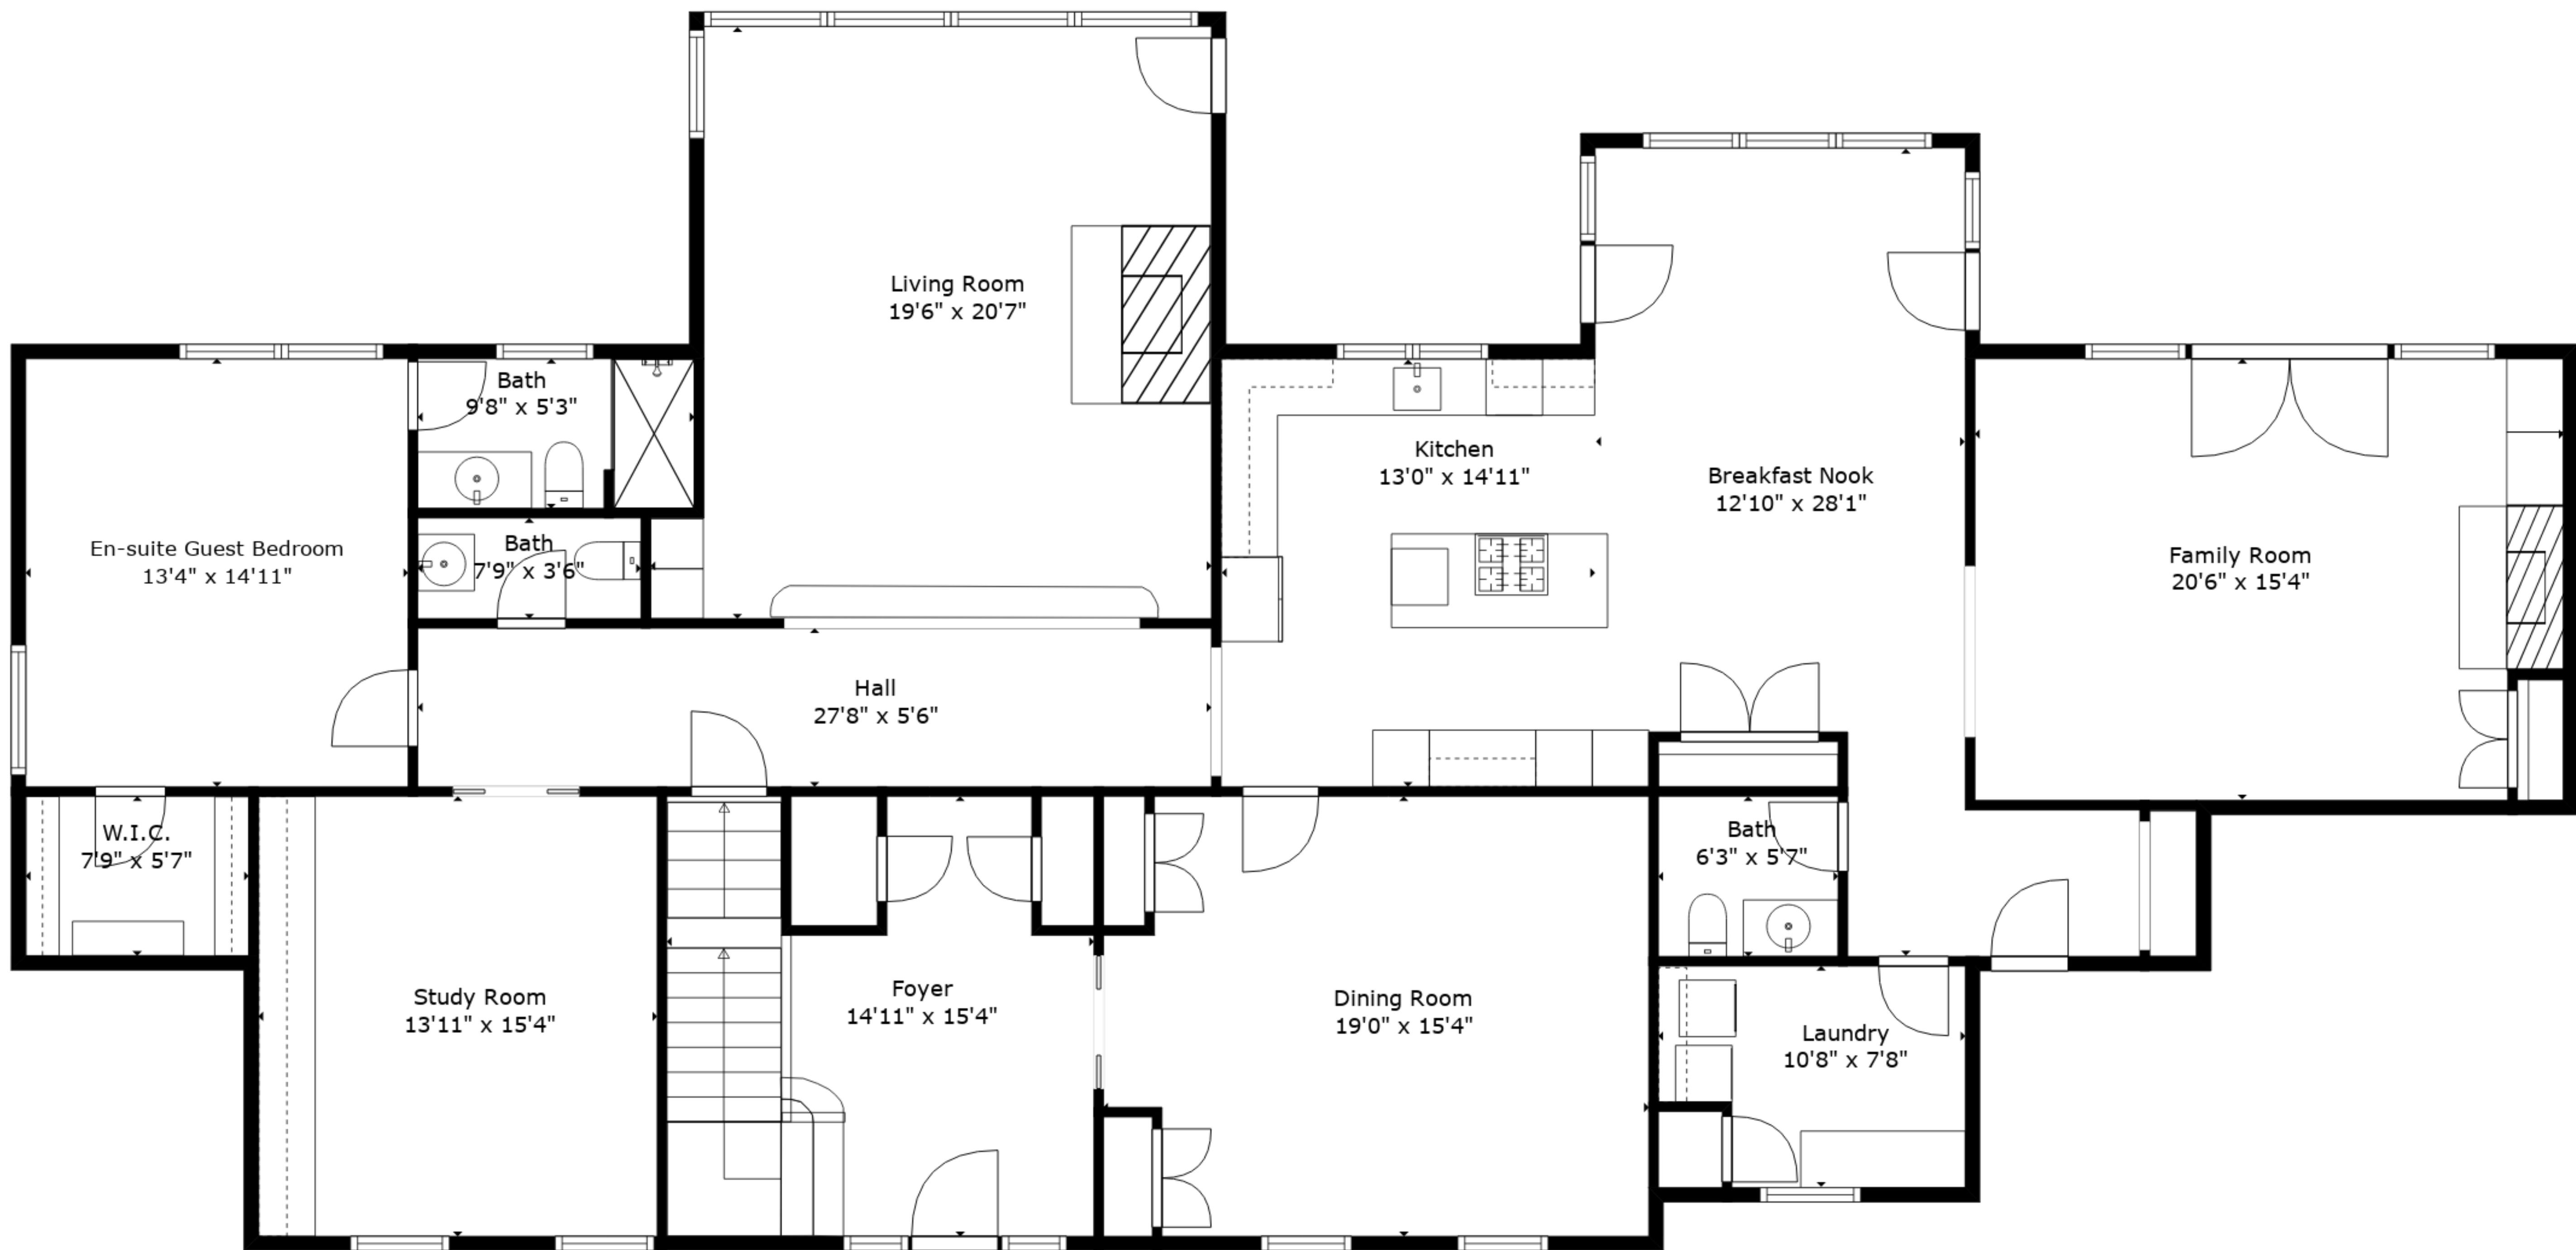 Living Room
19'6" x 20'7"
Bath
9'8" x 5'3"
Kitchen
13'0" x 14'11"
Breakfast Nook
12'10" x 28'1"
En-suite Guest Bedroom
13'4" x 14'11"
Bath
7'9" x 3'6"
Family Room
20'6" x 15'4"
Hall
27'8" x 5'6"
W.I.C.
7'9" x 5'7"
Bath
6'3" x 5'7"
Study Room
13'11" x 15'4"
Foyer
14'11" x 15'4"
Dining Room
19'0" x 15'4"
Laundry
10'8" x 7'8"